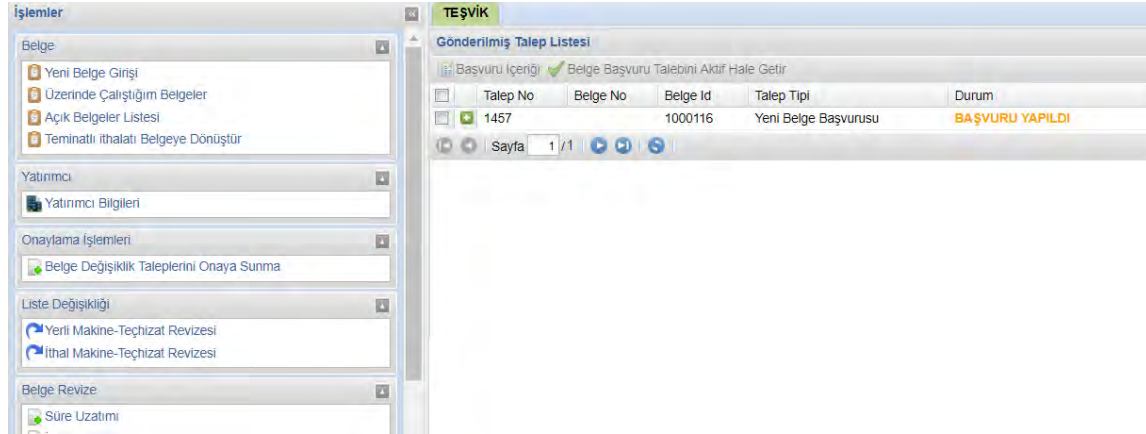 İşlemler
Belge
Yeni Belge Girişi
Üzerinde Çalıştığım Belgeler
Açık Belgeler Listesi
Teminatlı ithalatı Belgeye Dönüştür
Yatırımcı
Yatırımcı Bilgileri
Onaylama İşlemleri
Belge Değişiklik Taleplerini Onaya Sunma
Liste Değişikliği
Yerli Makine-Teçhizat Revizesi
İthal Makine-Teçhizat Revizesi
Belge Revize
Süre Uzatımı
TEŞVİK
Gönderilmiş Talep Listesi
Başvuru İçeriği Belge Başvuru Talebini Aktif Hale Getir
Talep No Belge No Belge Id Talep Tipi Durum
1457 1000116 Yeni Belge Başvurusu BAŞVURU YAPILDI
Sayfa 1 / 1